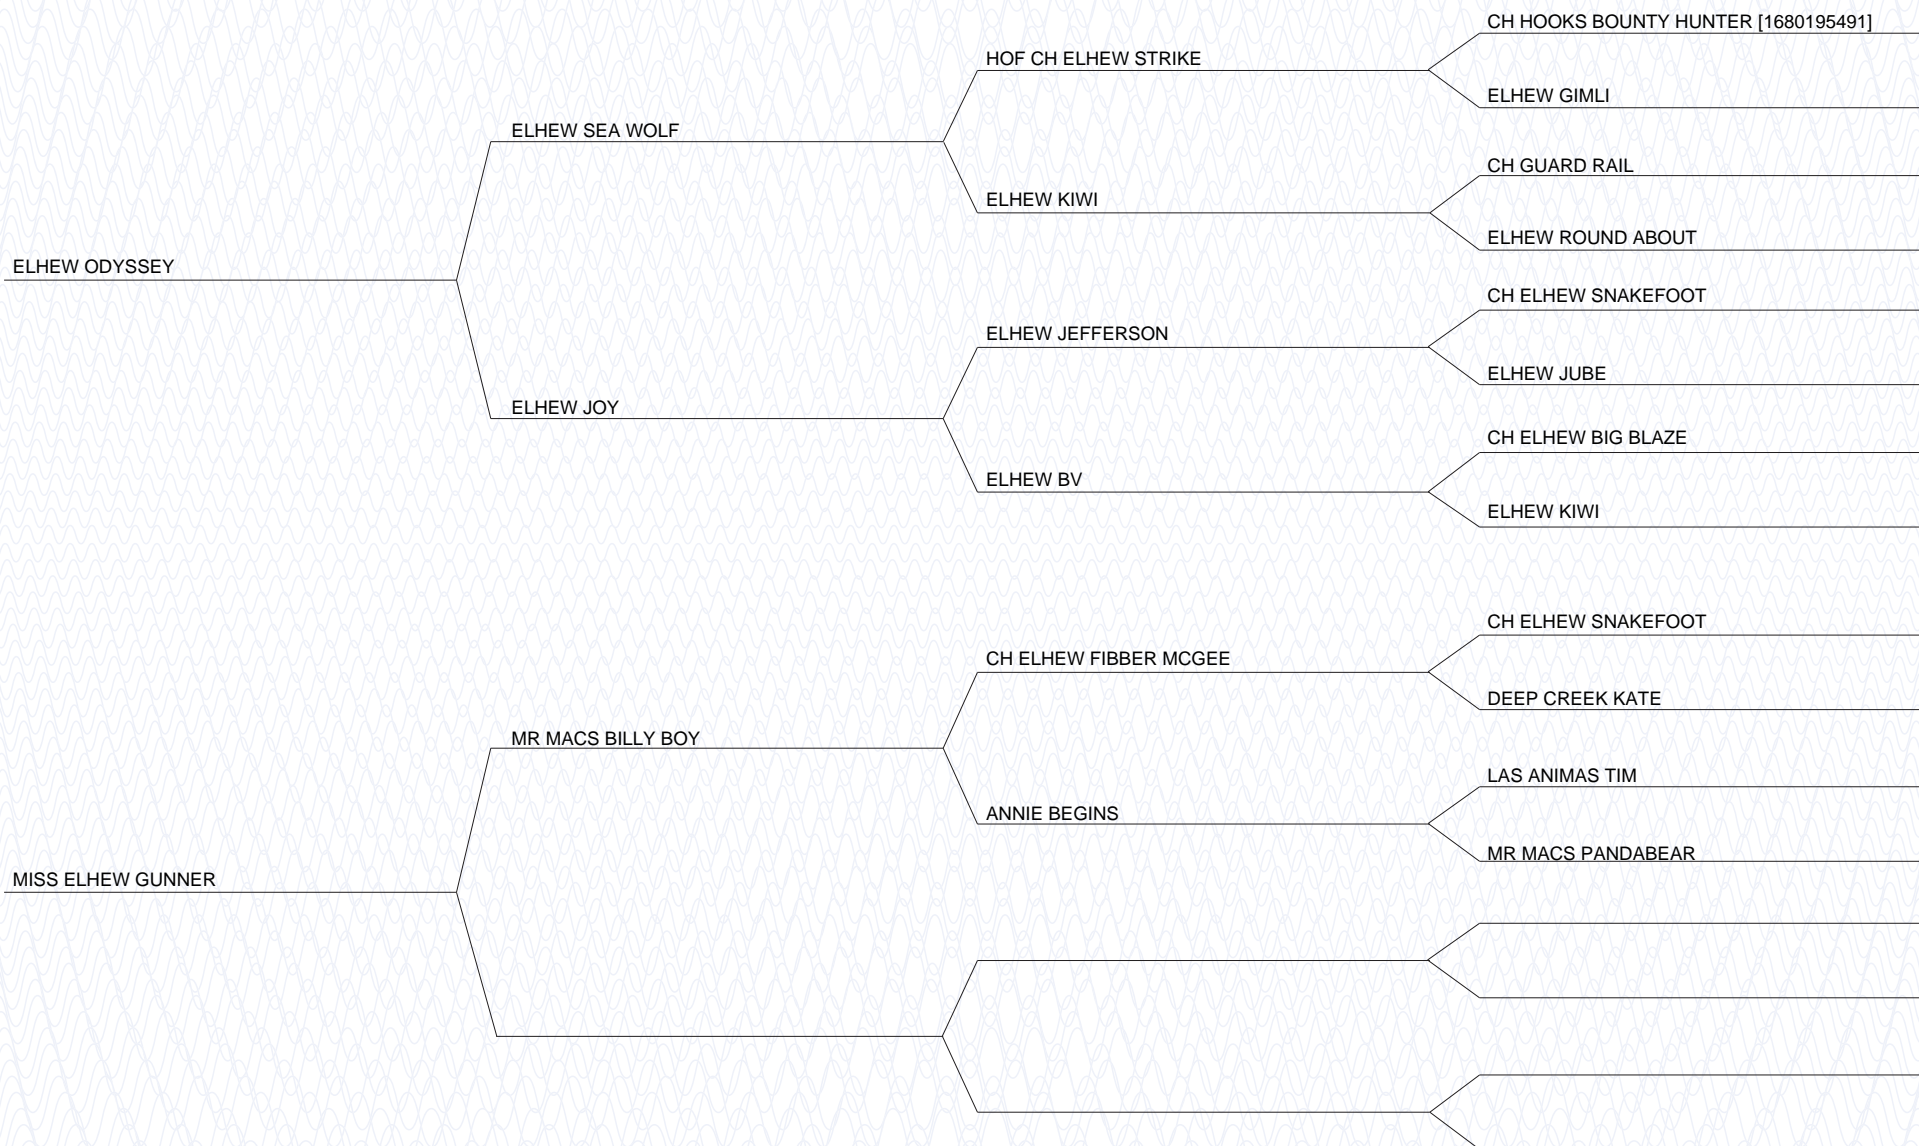 CH HOOKS BOUNTY HUNTER [1680195491]
HOF CH ELHEW STRIKE
ELHEW GIMLI
ELHEW SEA WOLF
CH GUARD RAIL
ELHEW KIWI
ELHEW ROUND ABOUT
ELHEW ODYSSEY
CH ELHEW SNAKEFOOT
ELHEW JEFFERSON
ELHEW JUBE
ELHEW JOY
CH ELHEW BIG BLAZE
ELHEW BV
ELHEW KIWI
CH ELHEW SNAKEFOOT
CH ELHEW FIBBER MCGEE
DEEP CREEK KATE
MR MACS BILLY BOY
LAS ANIMAS TIM
ANNIE BEGINS
MR MACS PANDABEAR
MISS ELHEW GUNNER